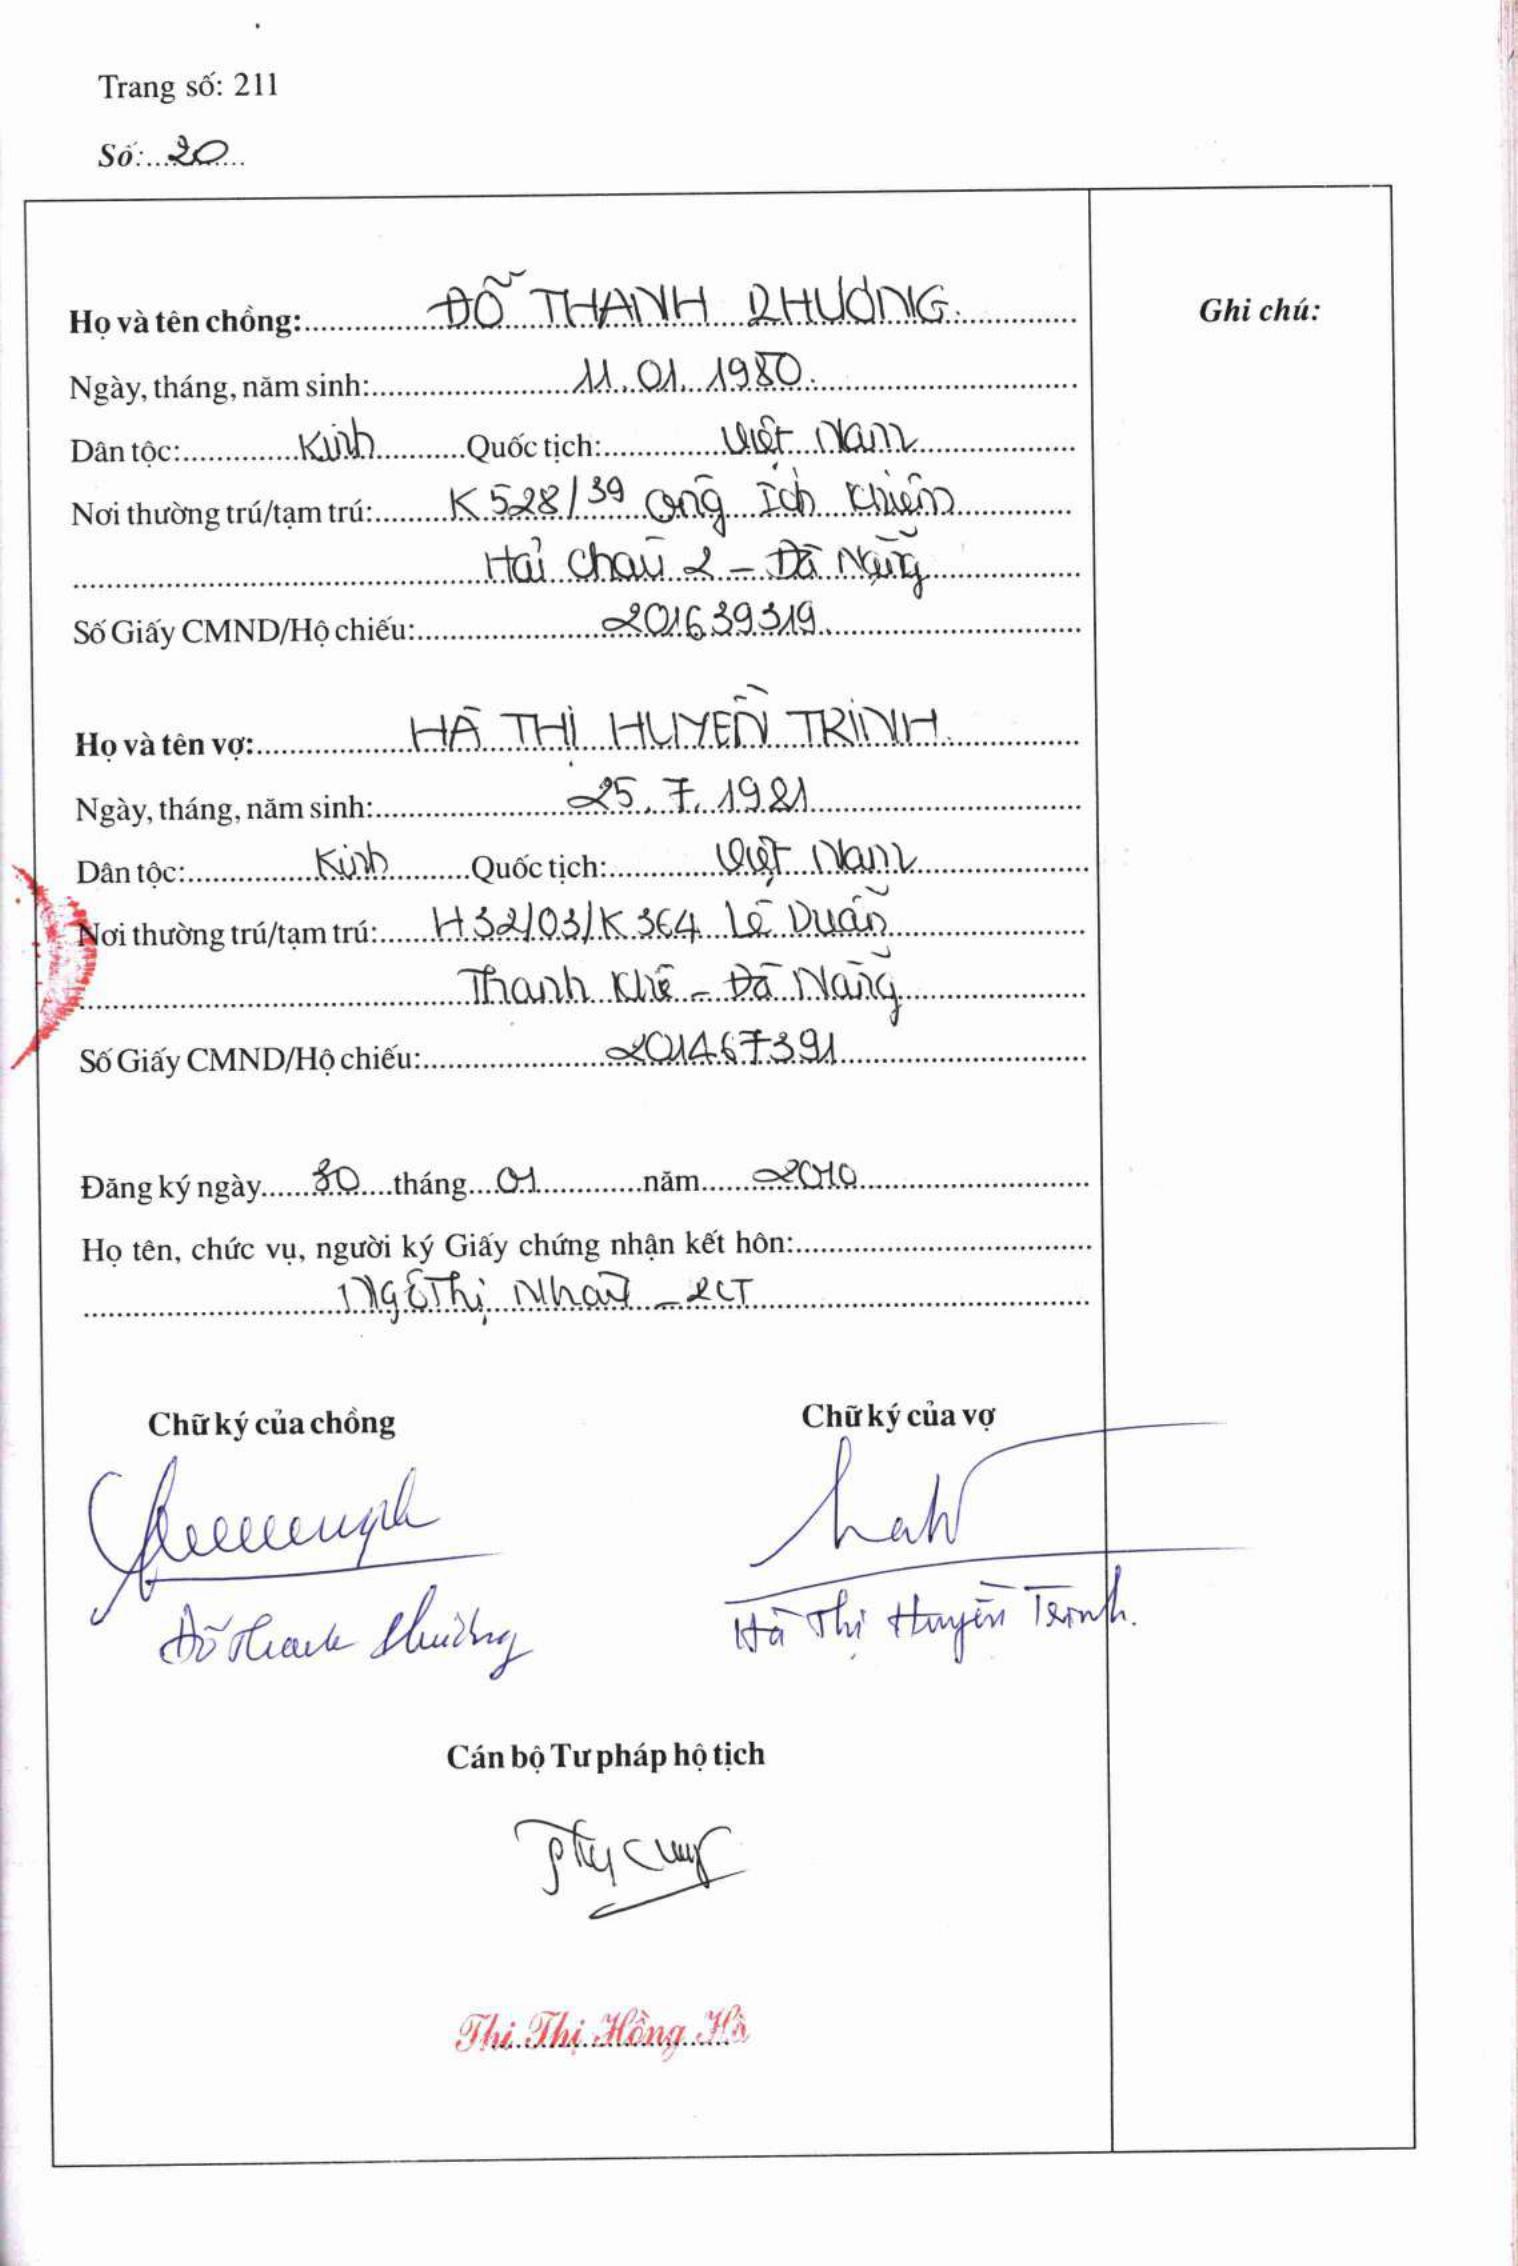 Trang số: 211
Số: 20
Họ và tên chồng: ĐỖ THANH PHƯƠNG
Ghi chú:
Ngày, tháng, năm sinh: 11.01.1980
Dân tộc: Kinh Quốc tịch: Việt Nam
Nơi thường trú/tạm trú: K 528/39 Ông Ích Khiêm
Hải Châu 2 - Đà Nẵng
Số Giấy CMND/Hộ chiếu: 201639319
Họ và tên vợ: HÀ THỊ HUYỀN TRINH
Ngày, tháng, năm sinh: 25.7.1981
Dân tộc: Kinh Quốc tịch: Việt Nam
Nơi thường trú/tạm trú: H32/03/K364 Lê Duẩn
Thanh Khê - Đà Nẵng
Số Giấy CMND/Hộ chiếu: 201467391
Đăng ký ngày 30 tháng 01 năm 2010
Họ tên, chức vụ, người ký Giấy chứng nhận kết hôn:
Ngô Thị Nhạn - PCT
Chữ ký của chồng
Chữ ký của vợ
Đỗ Thanh Phương
Hà Thị Huyền Trinh.
Cán bộ Tư pháp hộ tịch
Thi Thị Hồng Hà